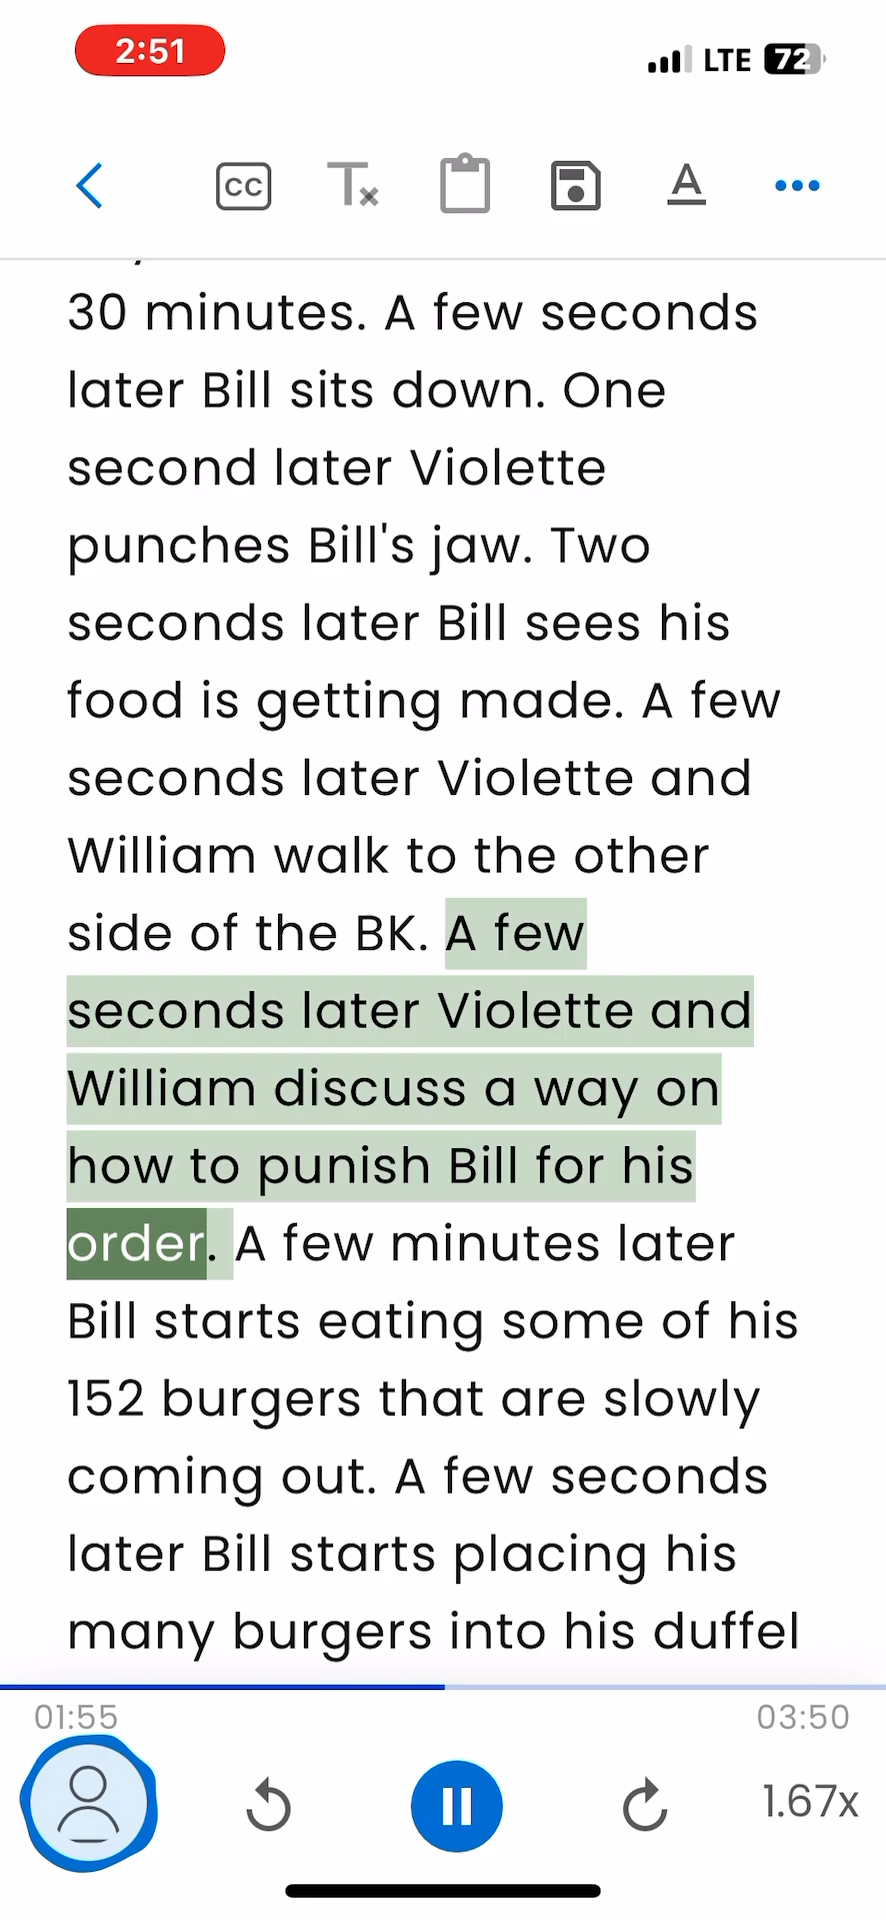 2:51
LTE 72
CC
30 minutes. A few seconds
later Bill sits down. One
second later Violette
punches Bill's jaw. Two
seconds later Bill sees his
food is getting made. A few
seconds later Violette and
William walk to the other
side of the BK. A few
seconds later Violette and
William discuss a way on
how to punish Bill for his
order. A few minutes later
Bill starts eating some of his
152 burgers that are slowly
coming out. A few seconds
later Bill starts placing his
many burgers into his duffel
01:55 03:50
1.67x